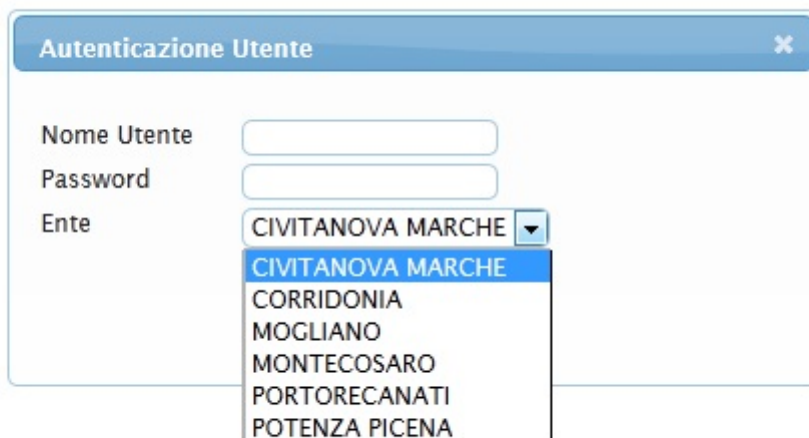 Autenticazione Utente
Nome Utente
Password
Ente CIVITANOVA MARCHE
CIVITANOVA MARCHE
CORRIDONIA
MOGLIANO
MONTECOSARO
PORTORECANATI
POTENZA PICENA